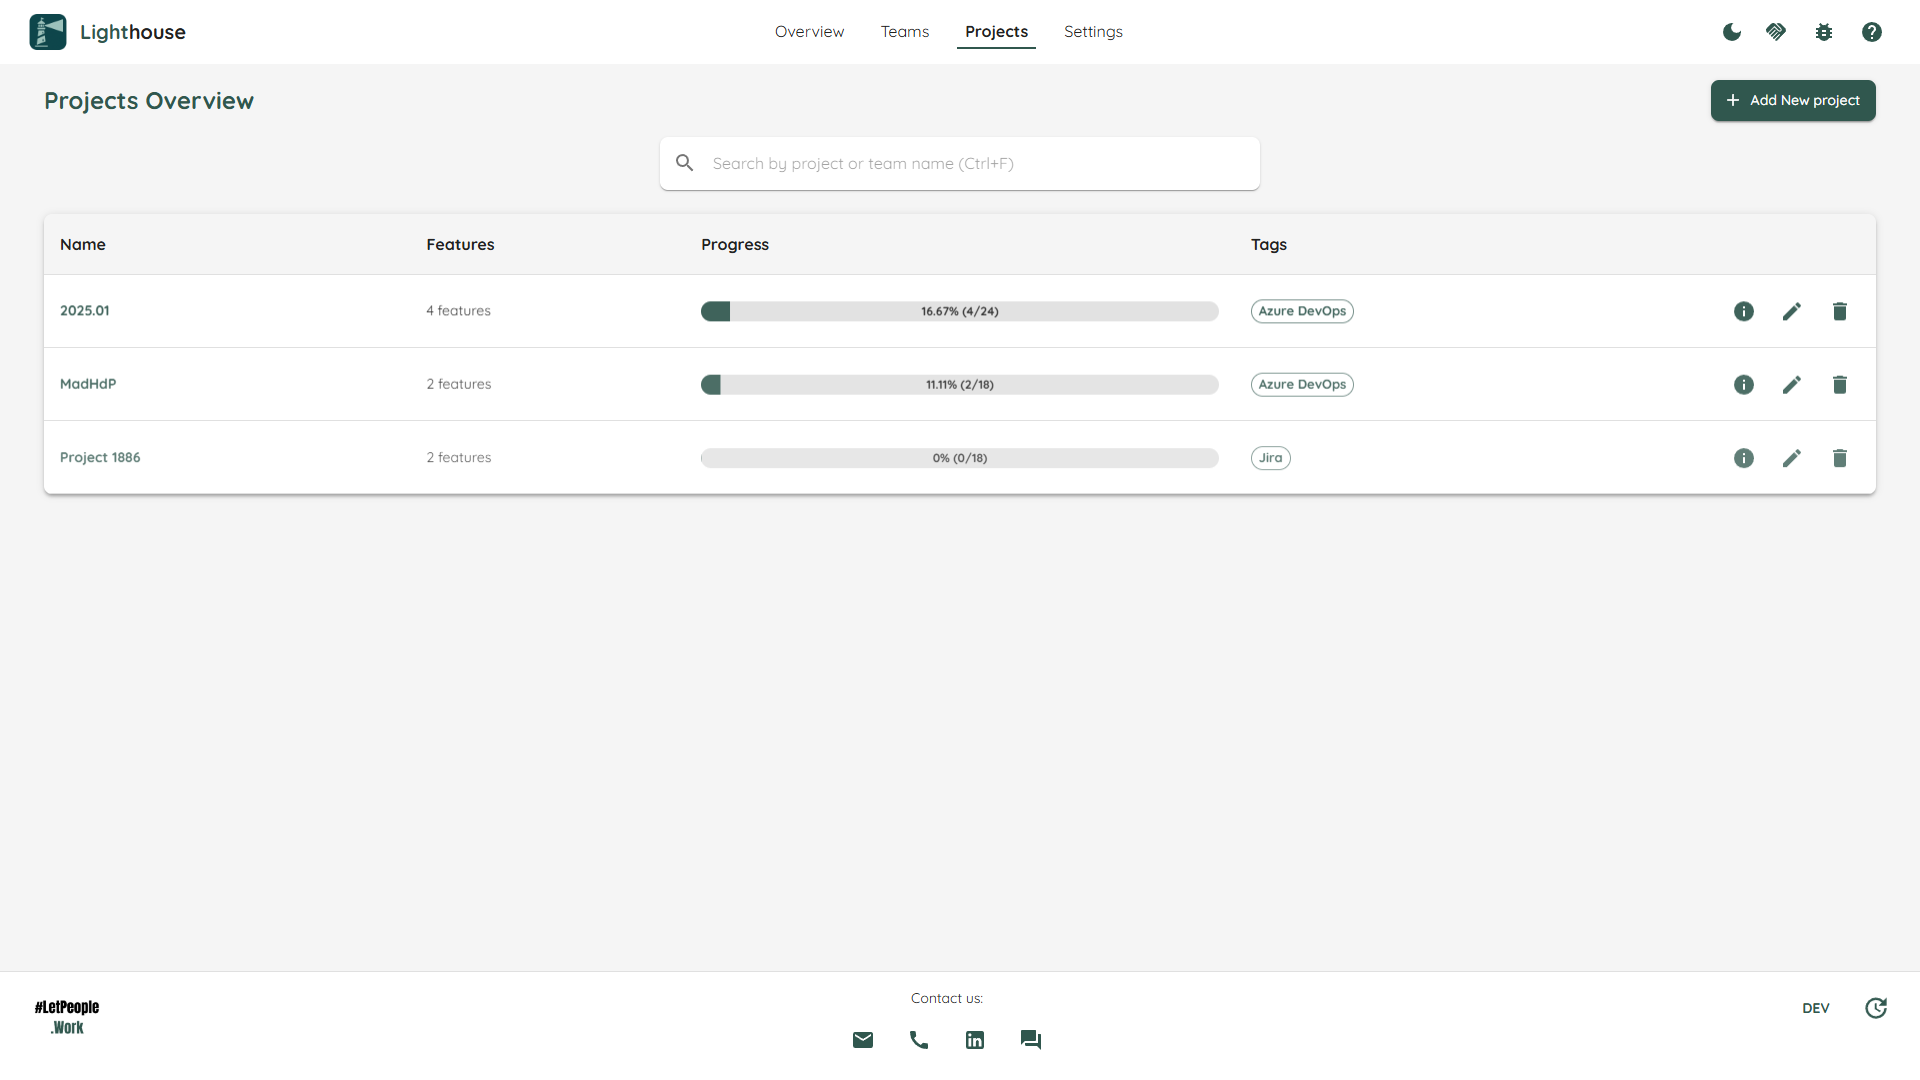 Lighthouse
Overview
Teams
Projects
Settings
Projects Overview
Add New project
Search by project or team name (Ctrl+F)
Name Features Progress Tags
2025.01 4 features 16.67% (4/24) Azure DevOps
MadHdP 2 features 11.11% (2/18) Azure DevOps
Project 1886 2 features 0% (0/18) Jira
#LetPeople
.Work
Contact us:
DEV